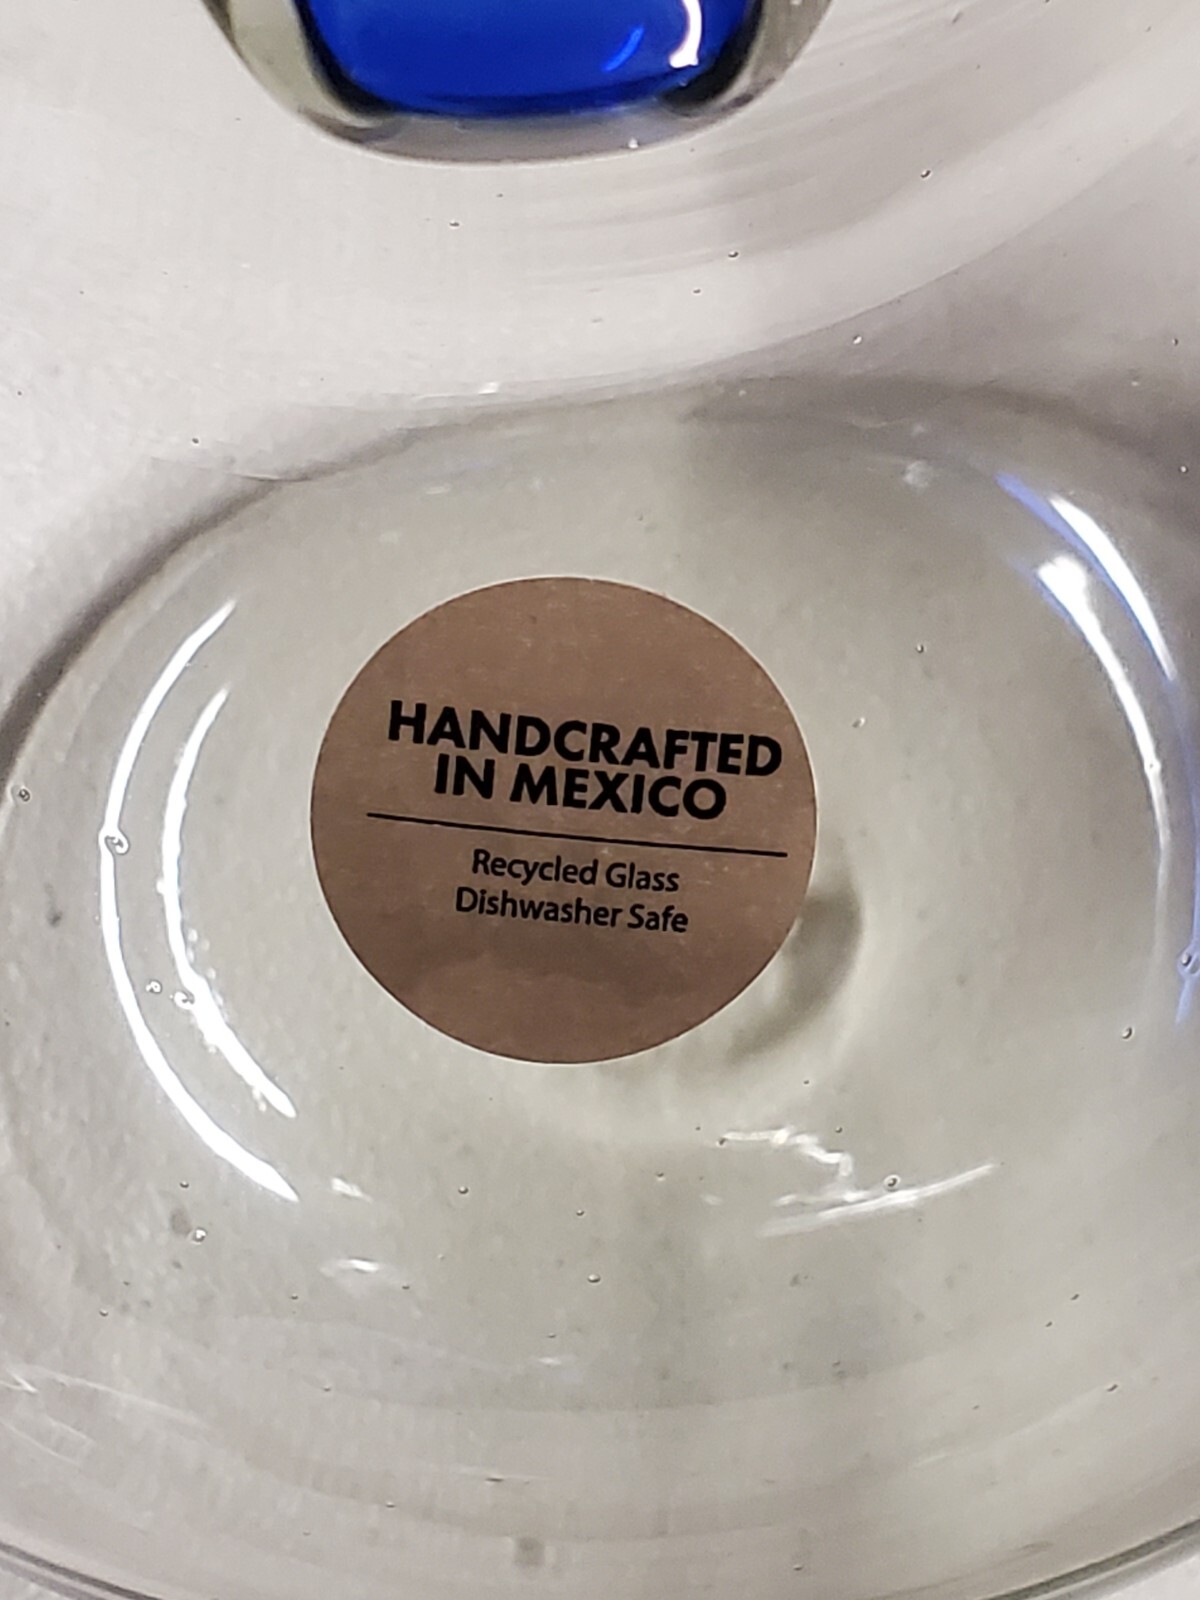 HANDCRAFTED
IN MEXICO
Recycled Glass
Dishwasher Safe